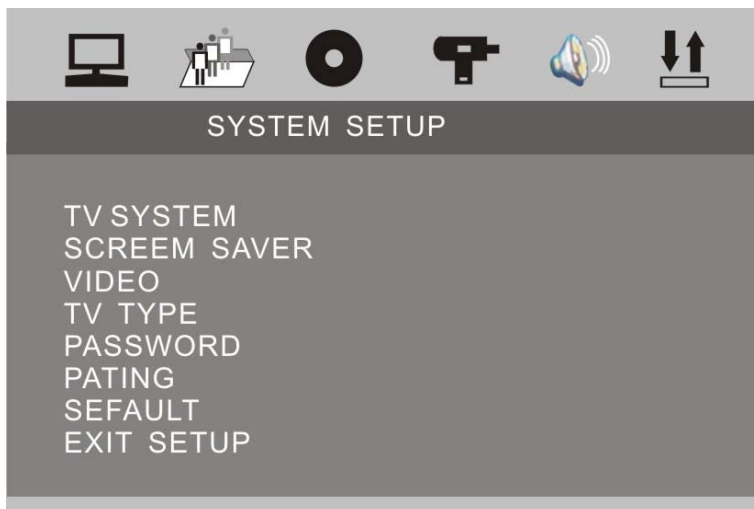 SYSTEM SETUP
TV SYSTEM
SCREEM SAVER
VIDEO
TV TYPE
PASSWORD
PATING
SEFAULT
EXIT SETUP